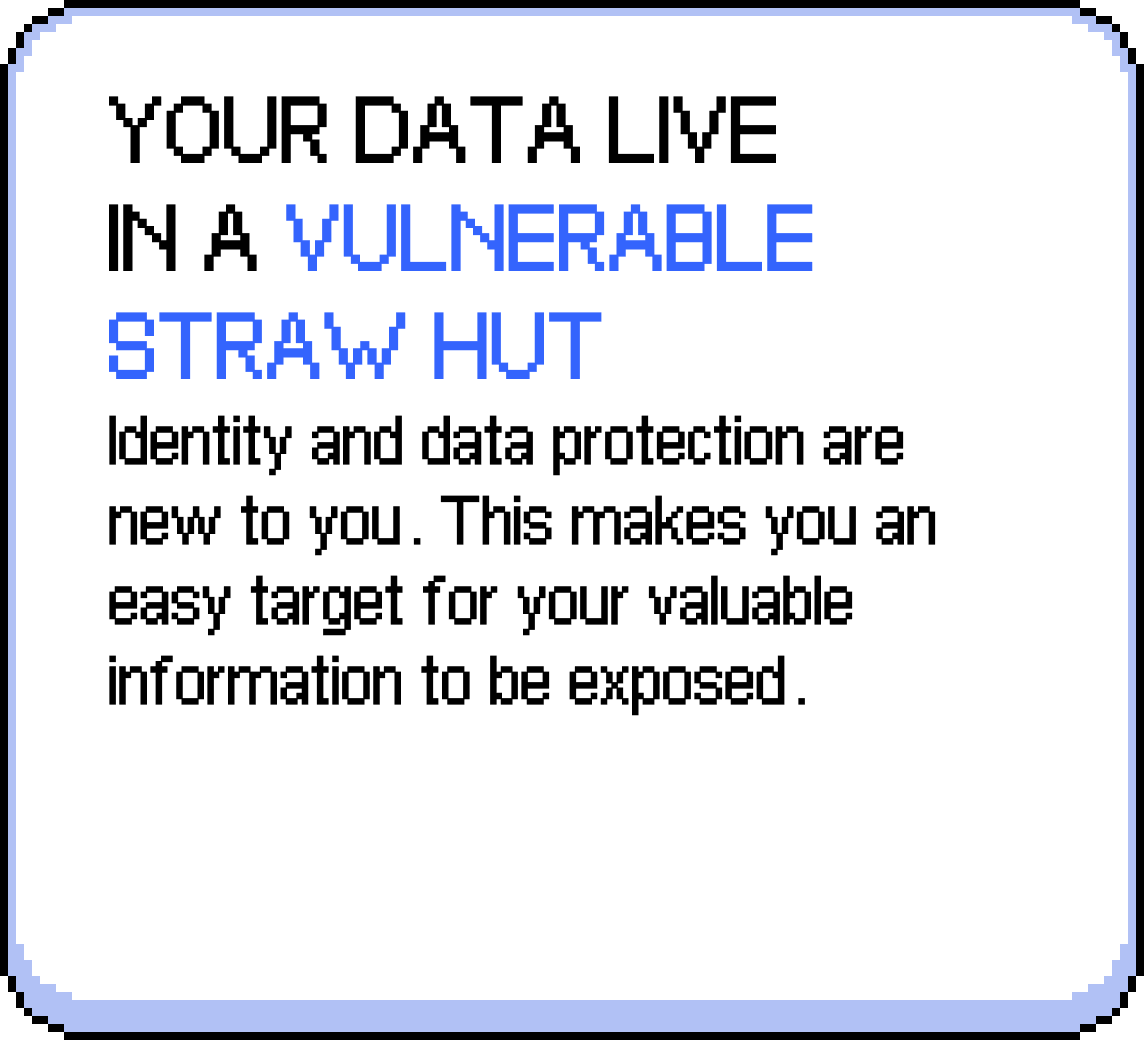 YOUR DATA LIVE
IN A VULNERABLE
STRAW HUT
Identity and data protection are
new to you. This makes you an
easy target for your valuable
information to be exposed.